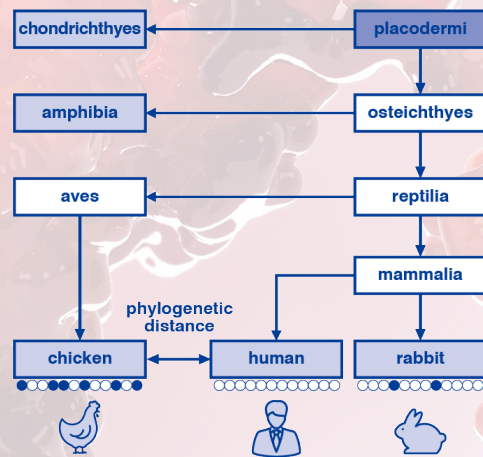 chondrichthyes
placodermi
amphibia
osteichthyes
aves
reptilia
mammalia
phylogenetic
distance
chicken
human
rabbit